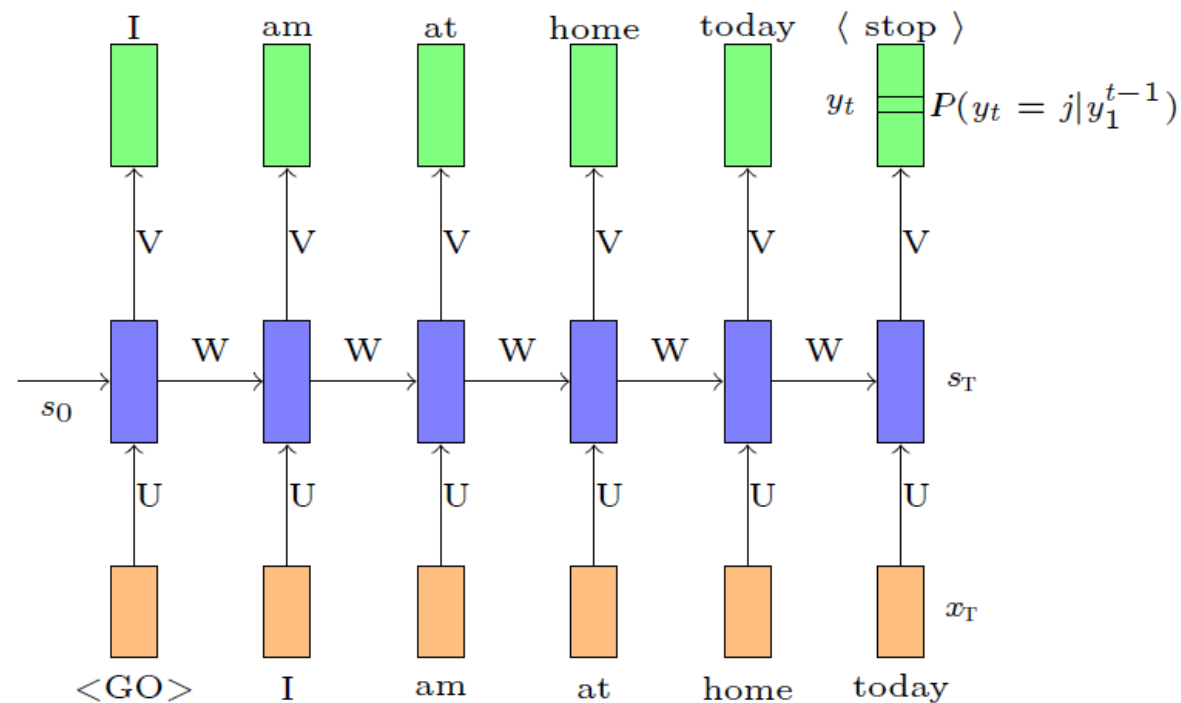 I am at home today ⟨ stop ⟩
y_t P(y_t = j|y_1^{t−1})
V V V V V V
W W W W W
s_0 s_T
U U U U U U
x_T
<GO> I am at home today